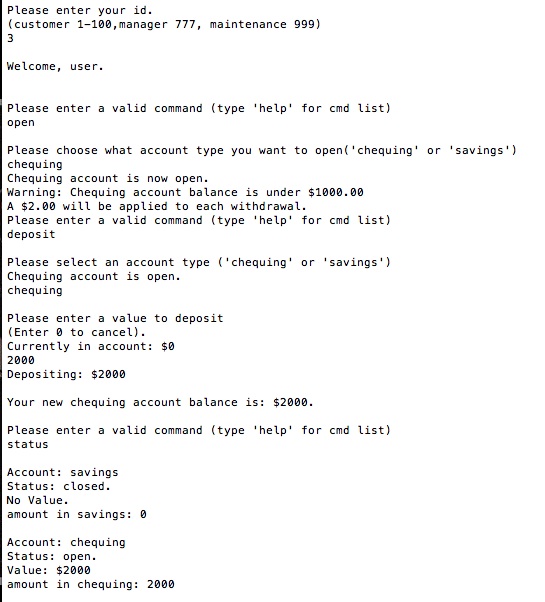 Please enter your id.
(customer 1-100,manager 777, maintenance 999)
3
Welcome, user.
Please enter a valid command (type 'help' for cmd list)
open
Please choose what account type you want to open('chequing' or 'savings')
chequing
Chequing account is now open.
Warning: Chequing account balance is under $1000.00
A $2.00 will be applied to each withdrawal.
Please enter a valid command (type 'help' for cmd list)
deposit
Please select an account type ('chequing' or 'savings')
Chequing account is open.
chequing
Please enter a value to deposit
(Enter 0 to cancel).
Currently in account: $0
2000
Depositing: $2000
Your new chequing account balance is: $2000.
Please enter a valid command (type 'help' for cmd list)
status
Account: savings
Status: closed.
No Value.
amount in savings: 0
Account: chequing
Status: open.
Value: $2000
amount in chequing: 2000